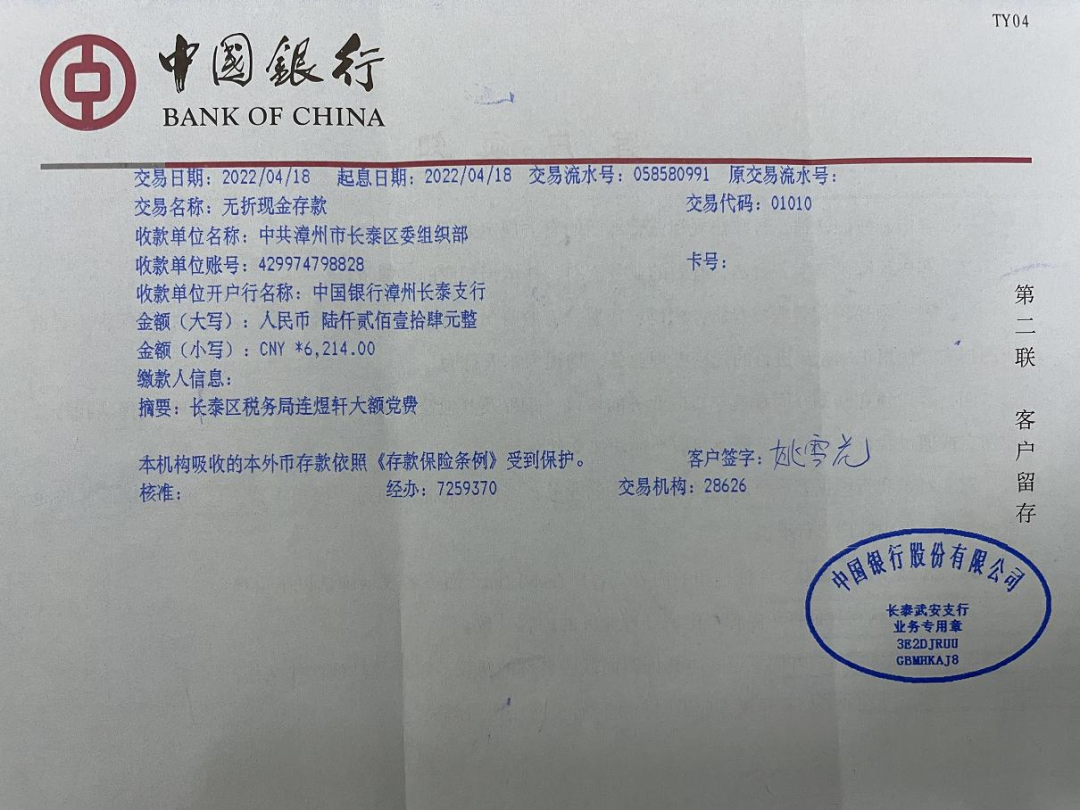 TY04
中國銀行
BANK OF CHINA
交易日期：2022/04/18 起息日期：2022/04/18 交易流水号：058580991 原交易流水号：
交易名称：无折现金存款 交易代码：01010
收款单位名称：中共漳州市长泰区委组织部
收款单位账号：429974798828 卡号：
收款单位开户行名称：中国银行漳州长泰支行
金额（大写）：人民币 陆仟贰佰壹拾肆元整
金额（小写）：CNY *6,214.00
缴款人信息：
摘要：长泰区税务局连煜轩大额党费
本机构吸收的本外币存款依照《存款保险条例》受到保护。 客户签字：姚雪光
核准： 经办：7259370 交易机构：28626
第二联 客户留存
中国银行股份有限公司
长泰武安支行
业务专用章
3E2DJRUU
GBMHKAJ8